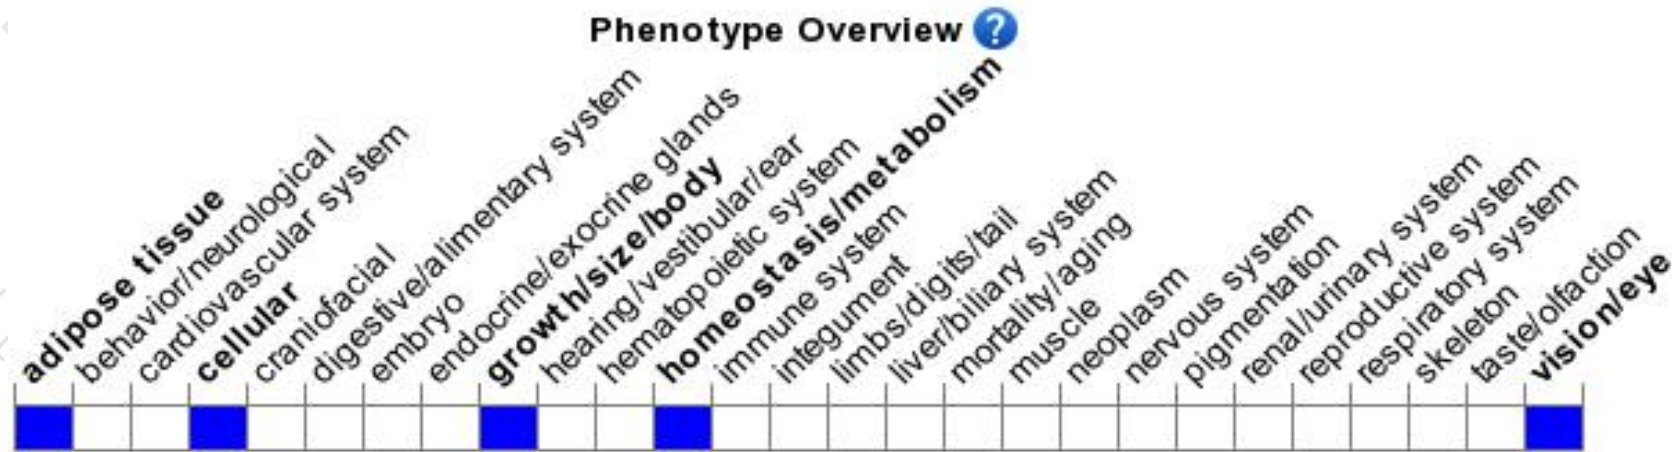 Phenotype Overview ?
adipose tissue
behavior/neurological
cardiovascular system
cellular
craniofacial
digestive/alimentary system
embryo
endocrine/exocrine glands
growth/size/body
hearing/vestibular/ear
hematopoietic system
homeostasis/metabolism
immune system
integument
limbs/digits/tail
liver/biliary system
mortality/aging
muscle
neoplasm
nervous system
pigmentation
renal/urinary system
reproductive system
respiratory system
skeleton
taste/olfaction
vision/eye